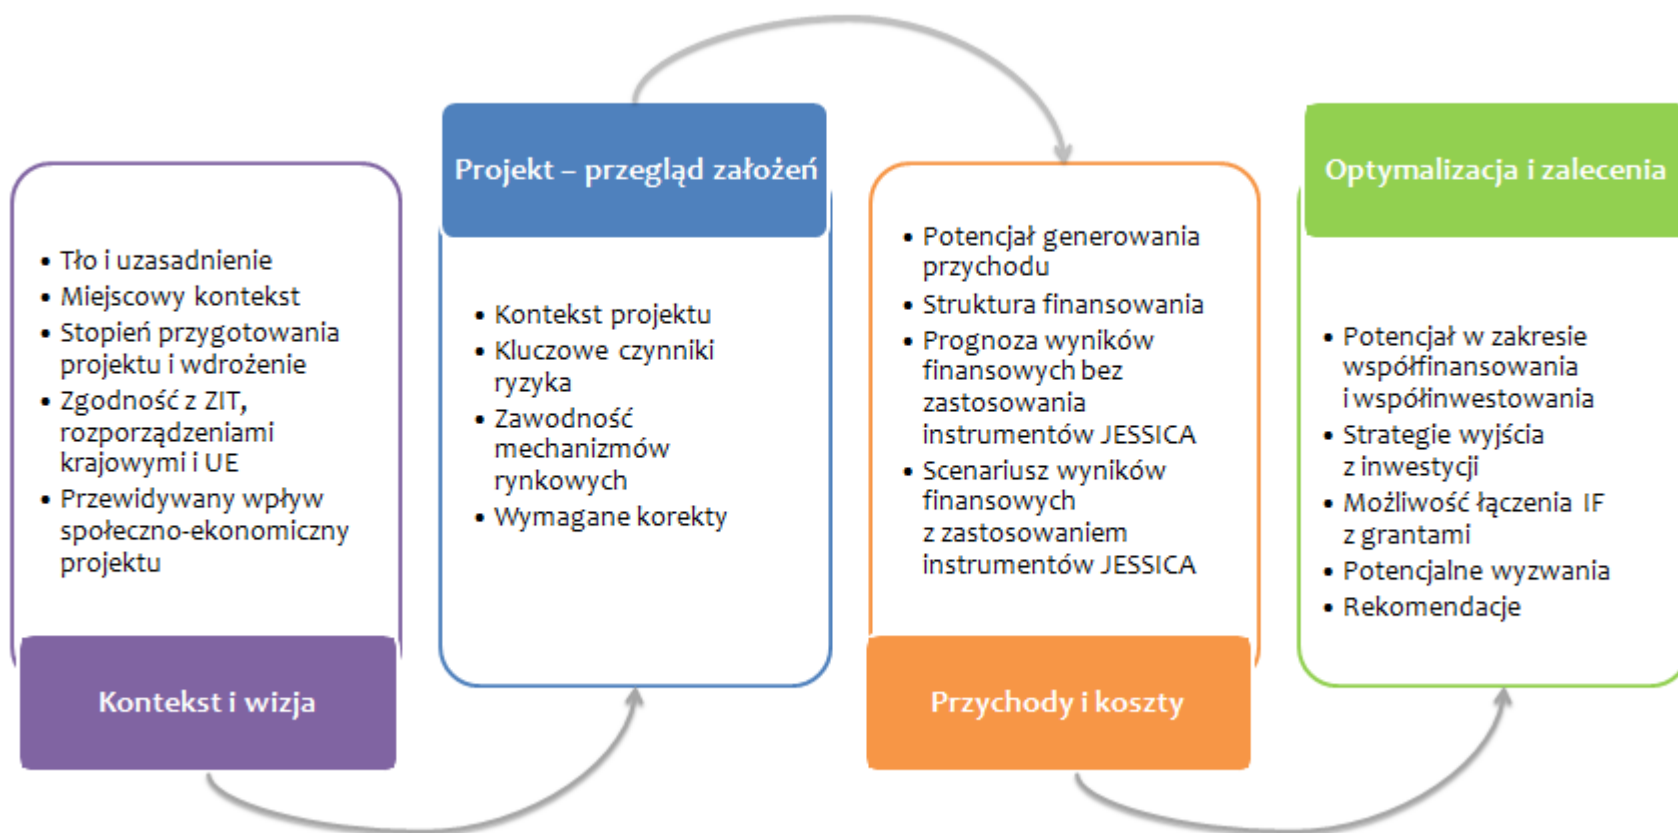 • Tło i uzasadnienie
• Miejscowy kontekst
• Stopień przygotowania
projektu i wdrożenie
• Zgodność z ZIT,
rozporządzeniami
krajowymi i UE
• Przewidywany wpływ
społeczno-ekonomiczny
projektu
Kontekst i wizja
Projekt – przegląd założeń
• Kontekst projektu
• Kluczowe czynniki
ryzyka
• Zawodność
mechanizmów
rynkowych
• Wymagane korekty
• Potencjał generowania
przychodu
• Struktura finansowania
• Prognoza wyników
finansowych bez
zastosowania
instrumentów JESSICA
• Scenariusz wyników
finansowych
z zastosowaniem
instrumentów JESSICA
Przychody i koszty
Optymalizacja i zalecenia
• Potencjał w zakresie
współfinansowania
i współinwestowania
• Strategie wyjścia
z inwestycji
• Możliwość łączenia IF
z grantami
• Potencjalne wyzwania
• Rekomendacje